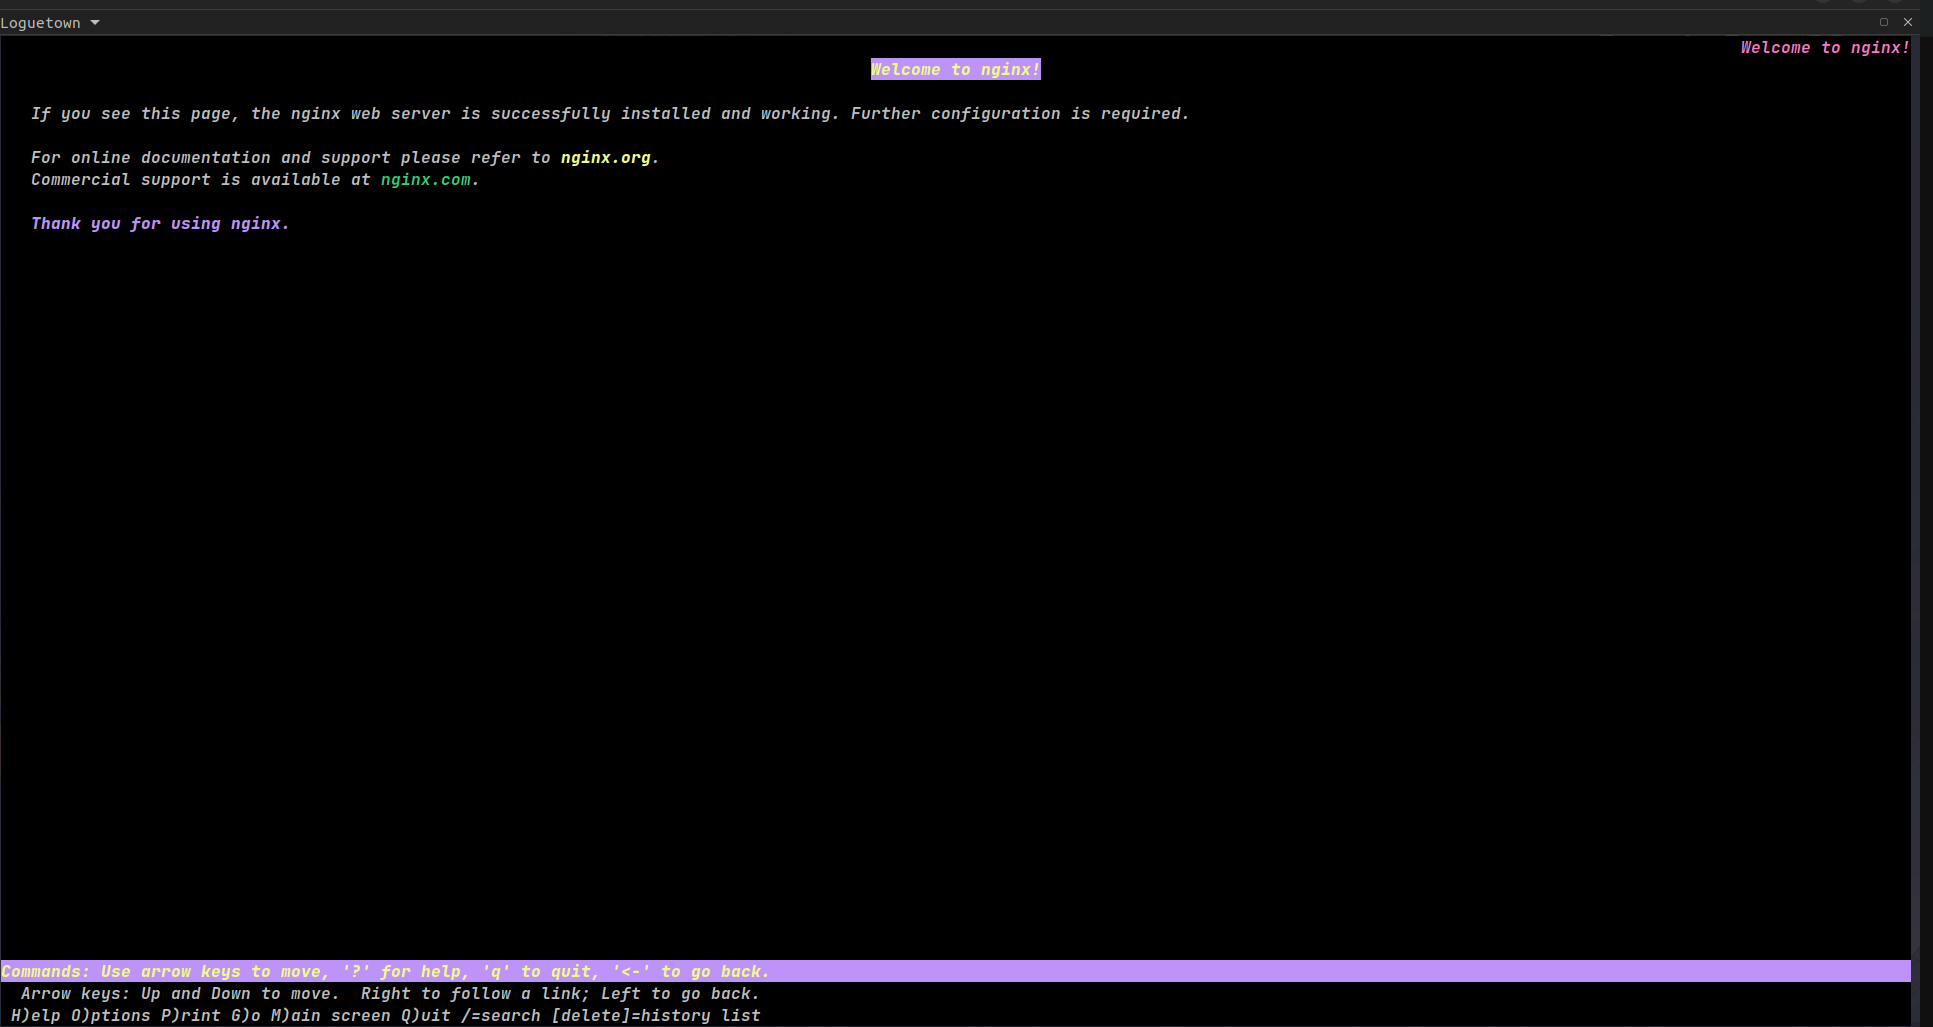 Loguetown
Welcome to nginx!
Welcome to nginx!
If you see this page, the nginx web server is successfully installed and working. Further configuration is required.
For online documentation and support please refer to nginx.org.
Commercial support is available at nginx.com.
Thank you for using nginx.
Commands: Use arrow keys to move, '?' for help, 'q' to quit, '<-' to go back.
Arrow keys: Up and Down to move.  Right to follow a link; Left to go back.
H)elp O)ptions P)rint G)o M)ain screen Q)uit /=search [delete]=history list